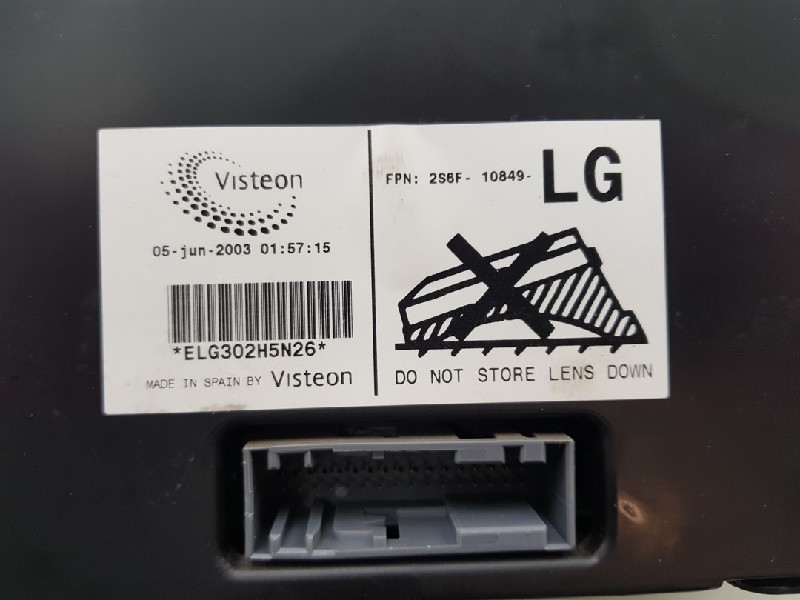 Visteon
05-jun-2003 01:57:15
*ELG302H5N26*
MADE IN SPAIN BY Visteon
FPN: 2S6F- 10849- LG
DO NOT STORE LENS DOWN